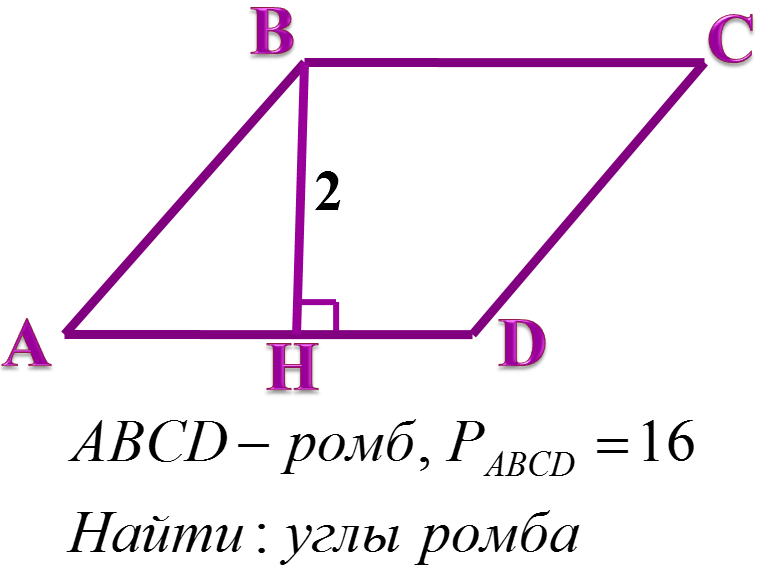 B
C
2
A
H
D
ABCD – ромб, P_ABCD = 16
Найти : углы ромба